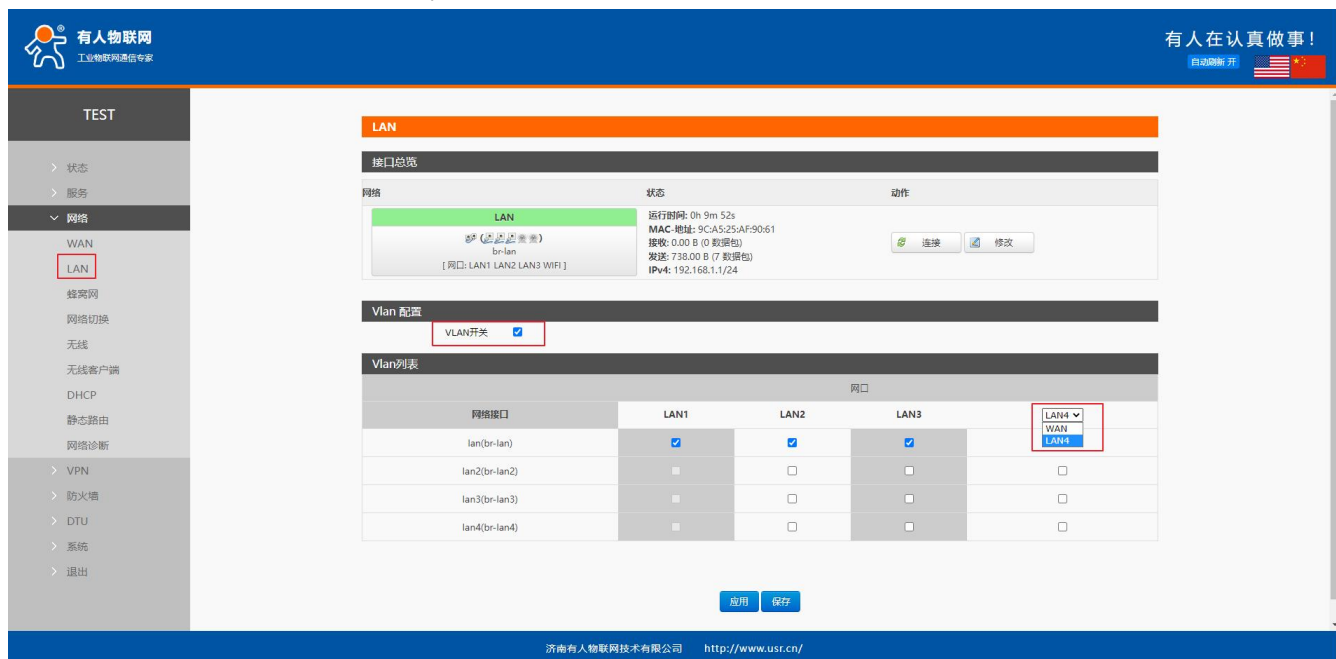 有人物联网
工业物联网通信专家
有人在认真做事!
自动刷新 开
TEST
状态
服务
网络
WAN
LAN
蜂窝网
网络切换
无线
无线客户端
DHCP
静态路由
网络诊断
VPN
防火墙
DTU
系统
退出
LAN
接口总览
网络 状态 动作
LAN
br-lan
[ 网口: LAN1 LAN2 LAN3 WIFI ]
运行时间: 0h 9m 52s
MAC-地址: 9C:A5:25:AF:90:61
接收: 0.00 B (0 数据包)
发送: 738.00 B (7 数据包)
IPv4: 192.168.1.1/24
连接 修改
Vlan 配置
VLAN开关
Vlan列表
网口
网络接口 LAN1 LAN2 LAN3 LAN4
WAN
LAN4
lan(br-lan)
lan2(br-lan2)
lan3(br-lan3)
lan4(br-lan4)
应用 保存
济南有人物联网技术有限公司 http://www.usr.cn/